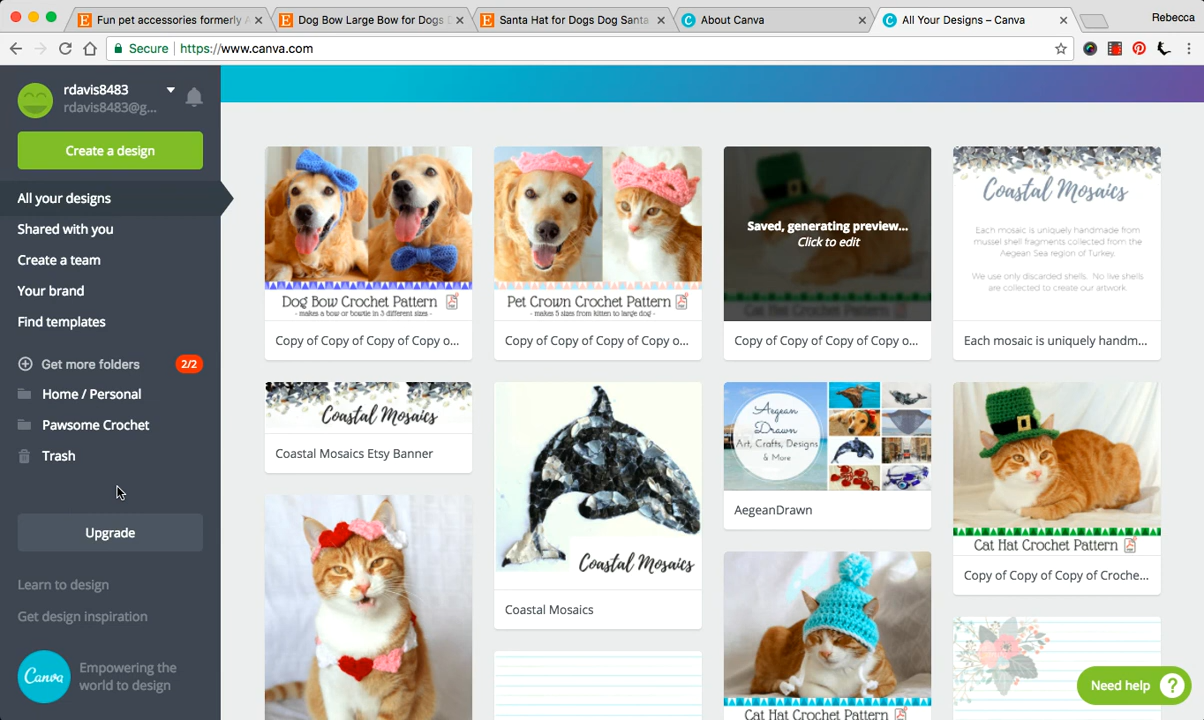 Fun pet accessories formerly A
Dog Bow Large Bow for Dogs D
Santa Hat for Dogs Dog Santa
About Canva
All Your Designs – Canva
Rebecca
Secure
https://www.canva.com
rdavis8483
rdavis8483@g...
Create a design
All your designs
Shared with you
Create a team
Your brand
Find templates
Get more folders
2/2
Home / Personal
Pawsome Crochet
Trash
Upgrade
Learn to design
Get design inspiration
Canva
Empowering the
world to design
Dog Bow Crochet Pattern
- makes a bow or bowtie in 3 different sizes -
Copy of Copy of Copy of Copy o...
Pet Crown Crochet Pattern
- makes 5 sizes from kitten to large dog -
Copy of Copy of Copy of Copy o...
Saved, generating preview...
Click to edit
Cat Hat Crochet Pattern
Copy of Copy of Copy of Copy o...
Coastal Mosaics
Each mosaic is uniquely handmade from
mussel shell fragments collected from the
Aegean Sea region of Turkey.
We use only discarded shells. No live shells
are collected to create our artwork.
Each mosaic is uniquely handm...
Coastal Mosaics
Coastal Mosaics Etsy Banner
Coastal Mosaics
Coastal Mosaics
Aegean
Drawn
Art, Crafts, Designs
& More
AegeanDrawn
Cat Hat Crochet Pattern
Copy of Copy of Copy of Croche...
Cat Hat Crochet Pattern
Need help
?